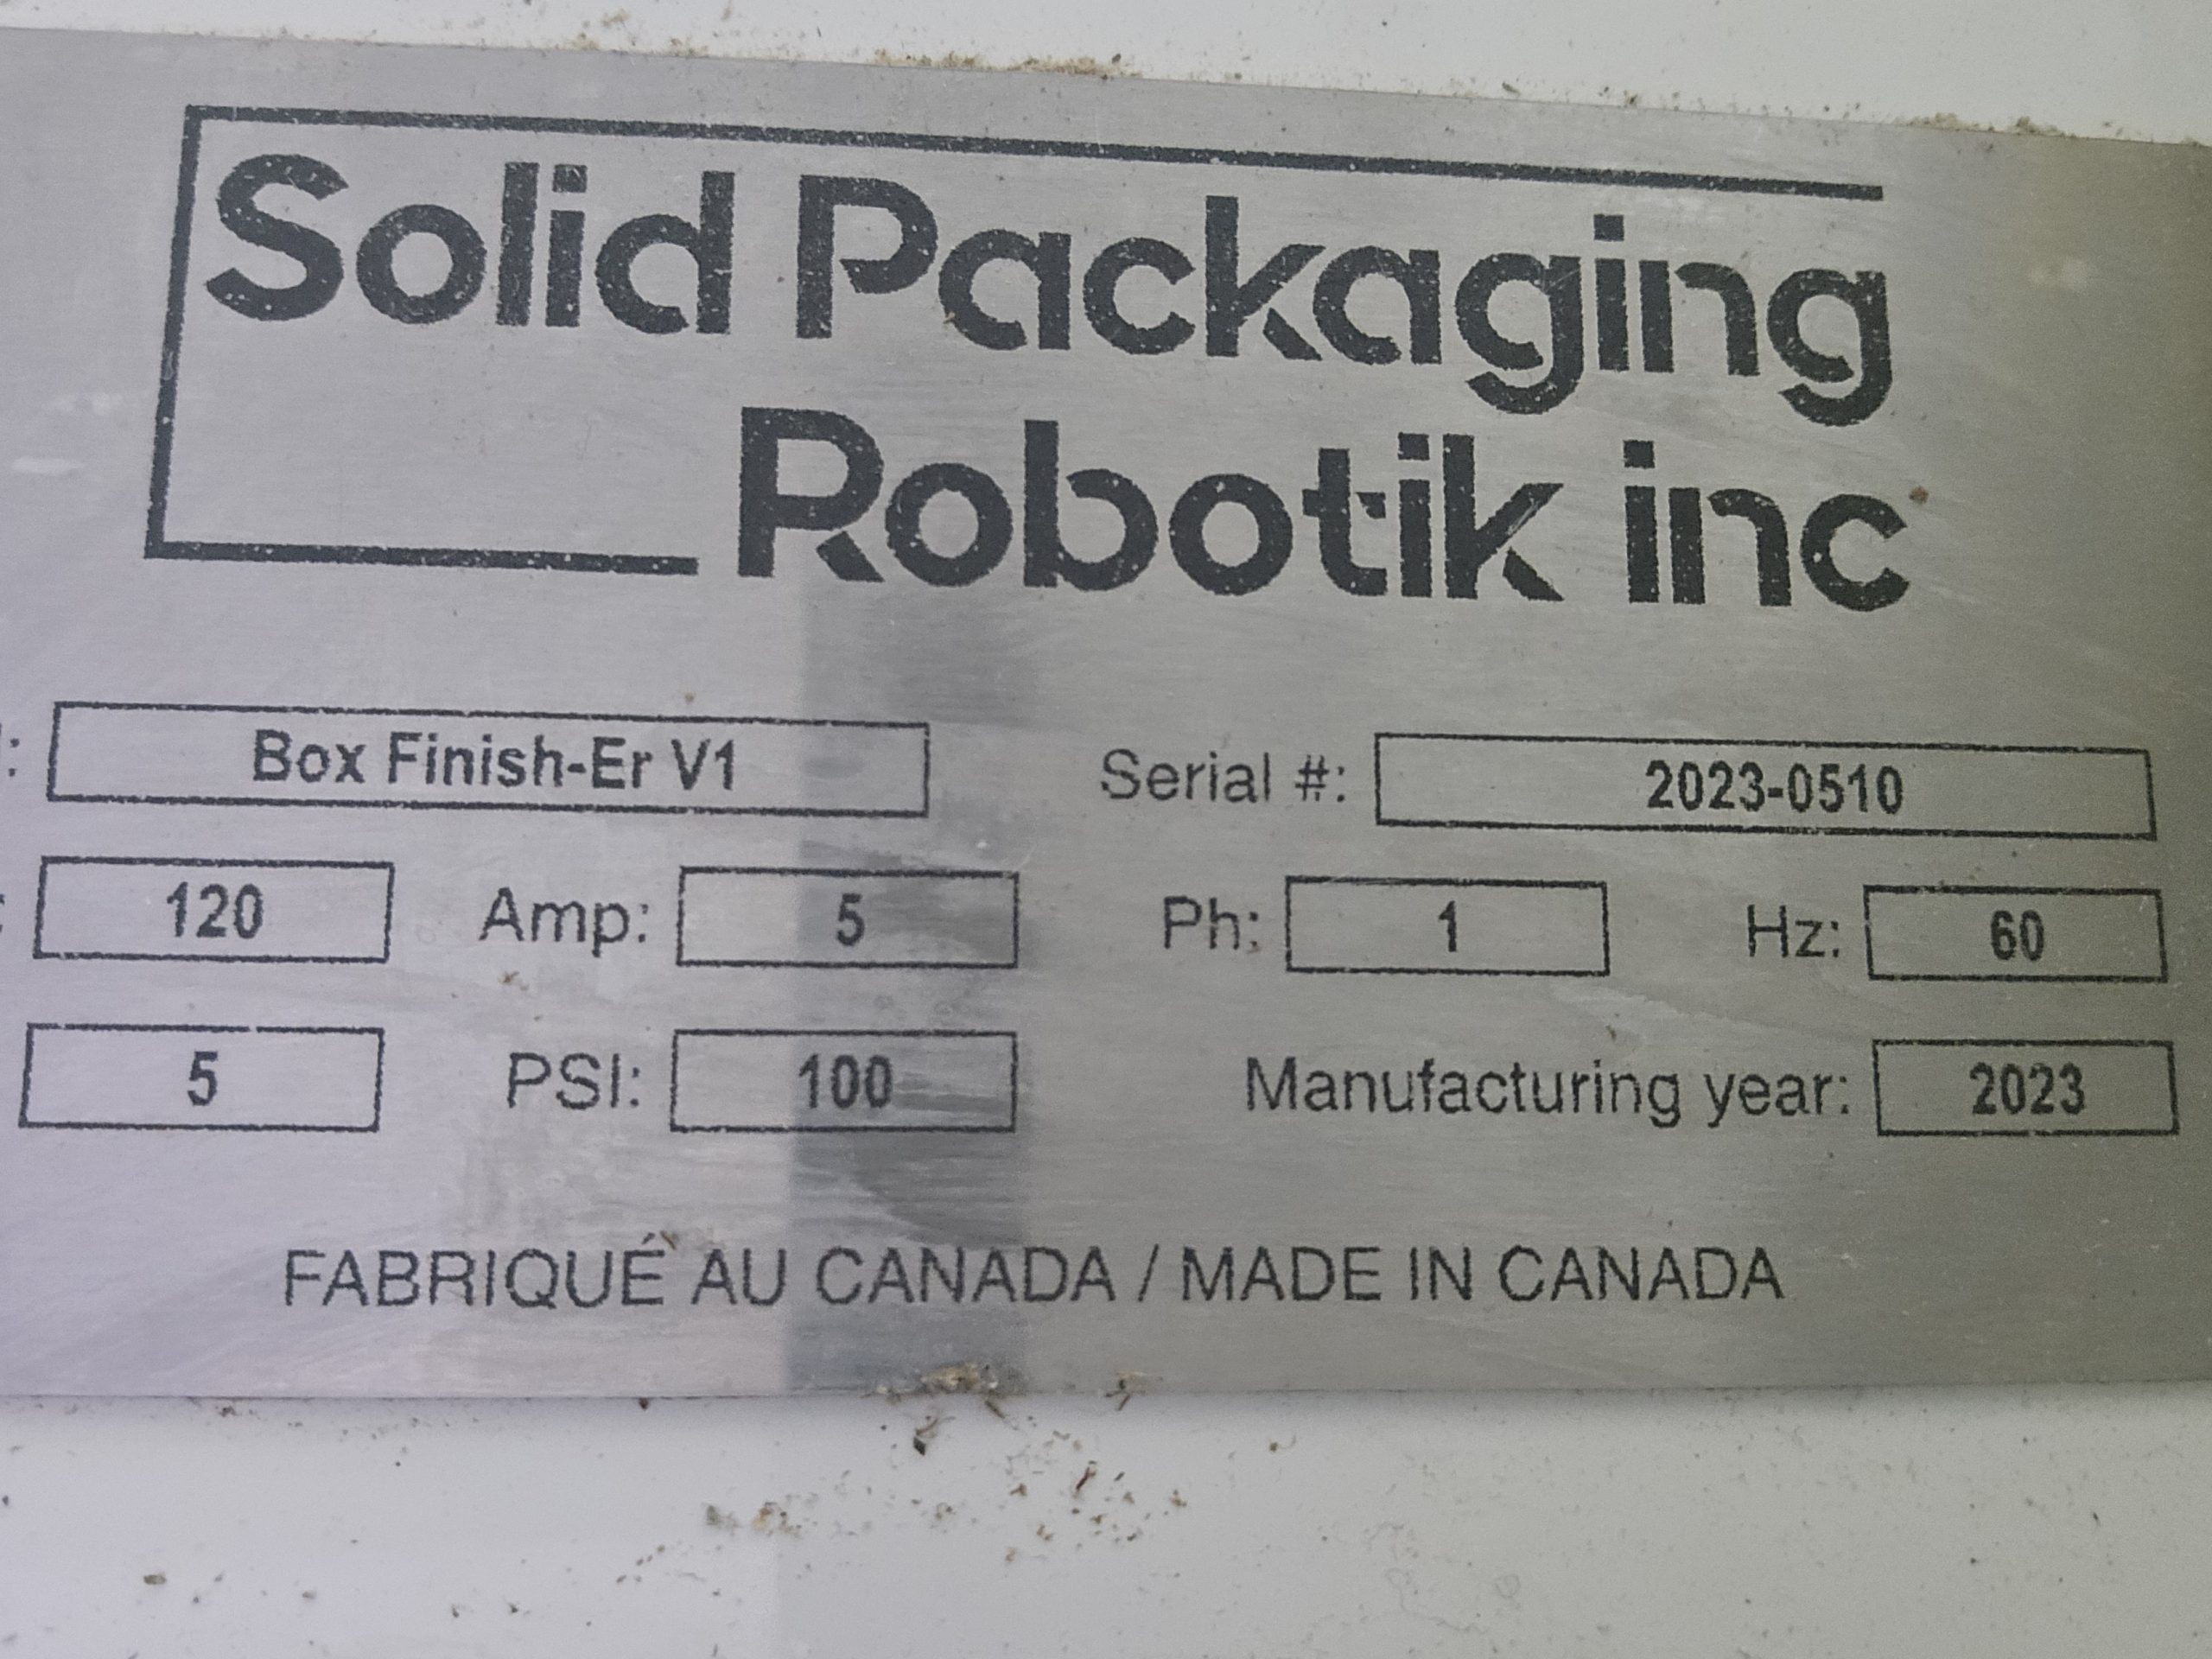 Solid Packaging
Robotik inc
: Box Finish-Er V1 Serial #: 2023-0510
: 120 Amp: 5 Ph: 1 Hz: 60
5 PSI: 100 Manufacturing year: 2023
FABRIQUÉ AU CANADA / MADE IN CANADA